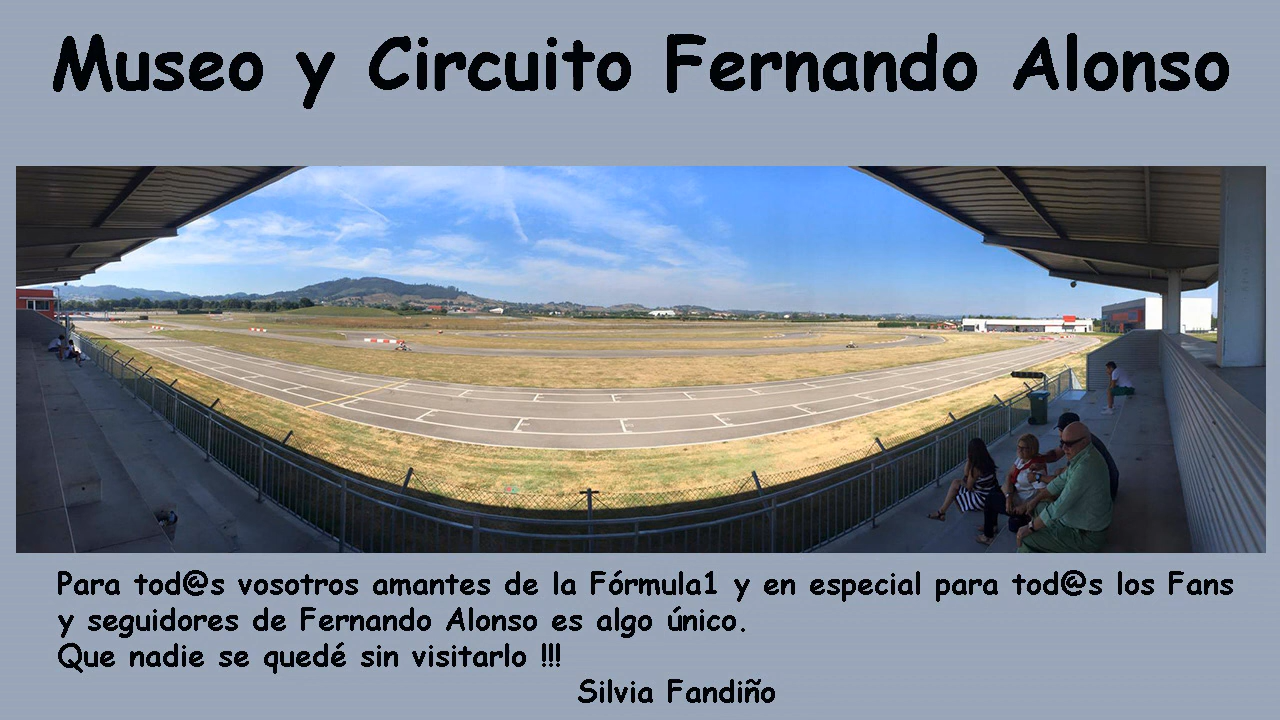 Museo y Circuito Fernando Alonso
Para tod@s vosotros amantes de la Fórmula1 y en especial para tod@s los Fans
y seguidores de Fernando Alonso es algo único.
Que nadie se quedé sin visitarlo !!!
Silvia Fandiño